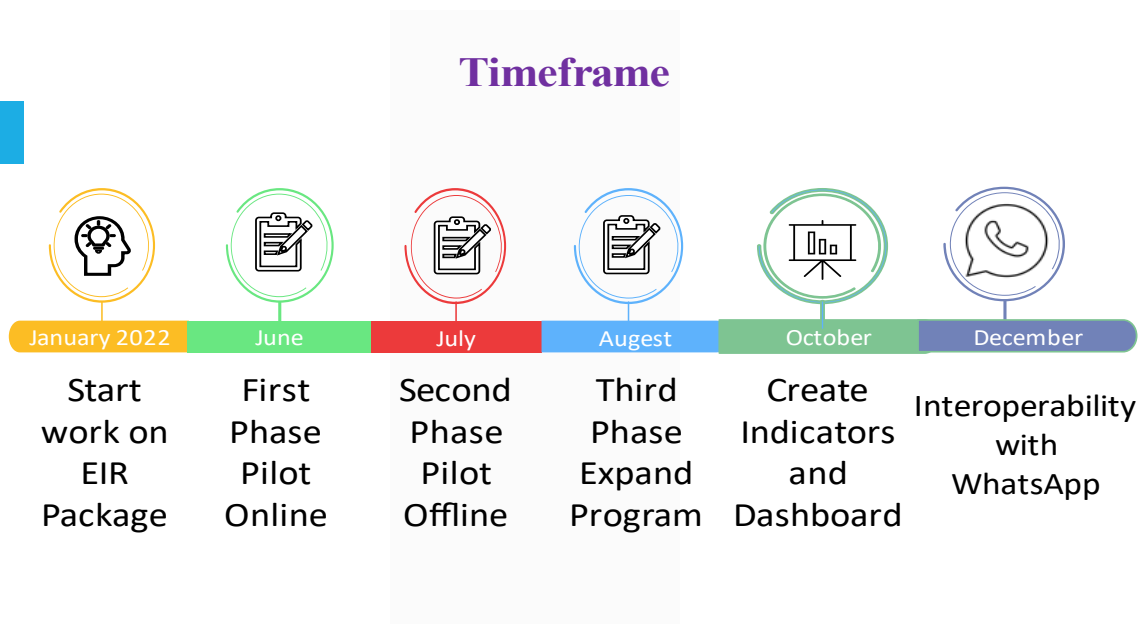 Timeframe
January 2022
June
July
Augest
October
December
Start
work on
EIR
Package
First
Phase
Pilot
Online
Second
Phase
Pilot
Offline
Third
Phase
Expand
Program
Create
Indicators
and
Dashboard
Interoperability
with
WhatsApp